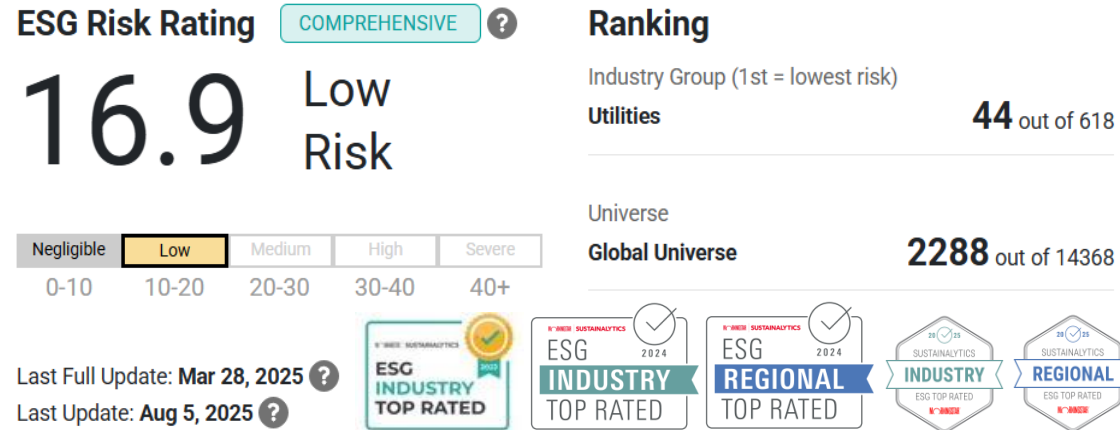 ESG Risk Rating
COMPREHENSIVE
?
16.9
Low
Risk
Negligible
Low
Medium
High
Severe
0-10
10-20
20-30
30-40
40+
Last Full Update: Mar 28, 2025 ?
Last Update: Aug 5, 2025 ?
Ranking
Industry Group (1st = lowest risk)
Utilities
44 out of 618
Universe
Global Universe
2288 out of 14368
SUSTAINALYTICS
ESG
INDUSTRY
TOP RATED
SUSTAINALYTICS
ESG
2024
INDUSTRY
TOP RATED
SUSTAINALYTICS
ESG
2024
REGIONAL
TOP RATED
20 25
SUSTAINALYTICS
INDUSTRY
ESG TOP RATED
20 25
SUSTAINALYTICS
REGIONAL
ESG TOP RATED